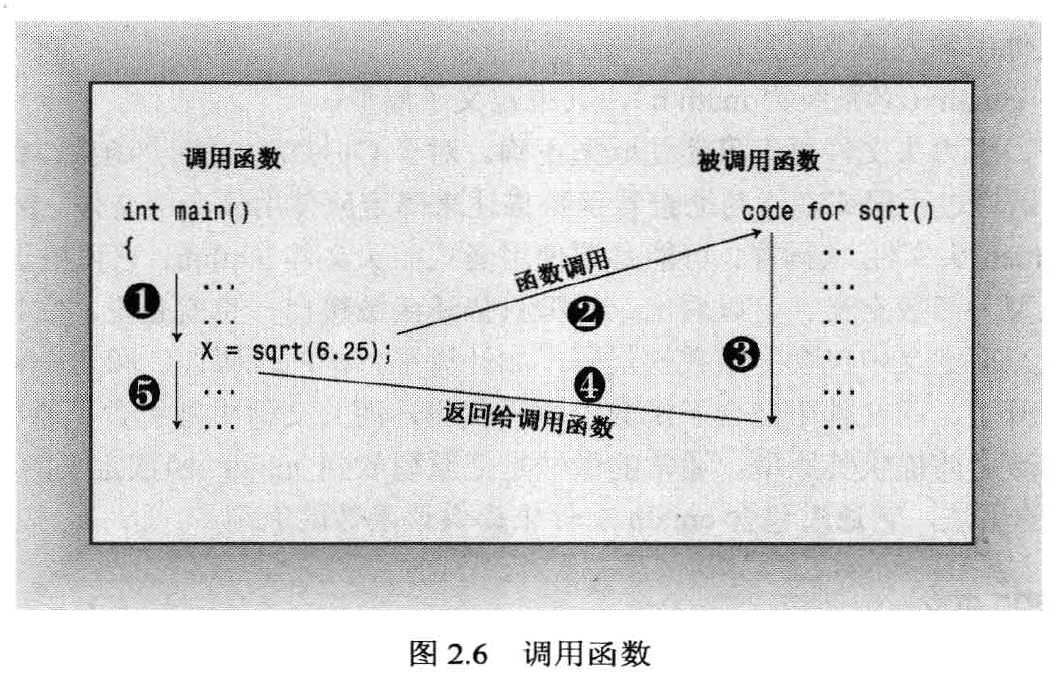 调用函数
被调用函数
int main()
code for sqrt()
{
...
函数调用
...
❶
...
❷
...
...
X = sqrt(6.25);
❸
...
❺
...
❹
...
...
返回给调用函数
...
图 2.6 调用函数